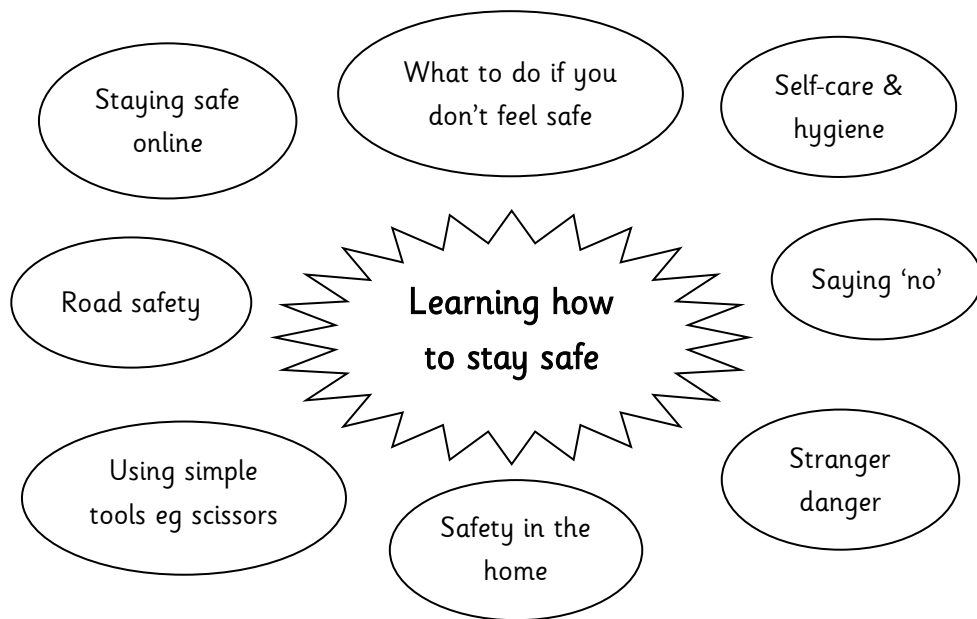 What to do if you
don’t feel safe
Staying safe
online
Self-care &
hygiene
Road safety
Learning how
to stay safe
Saying ‘no’
Using simple
tools eg scissors
Safety in the
home
Stranger
danger